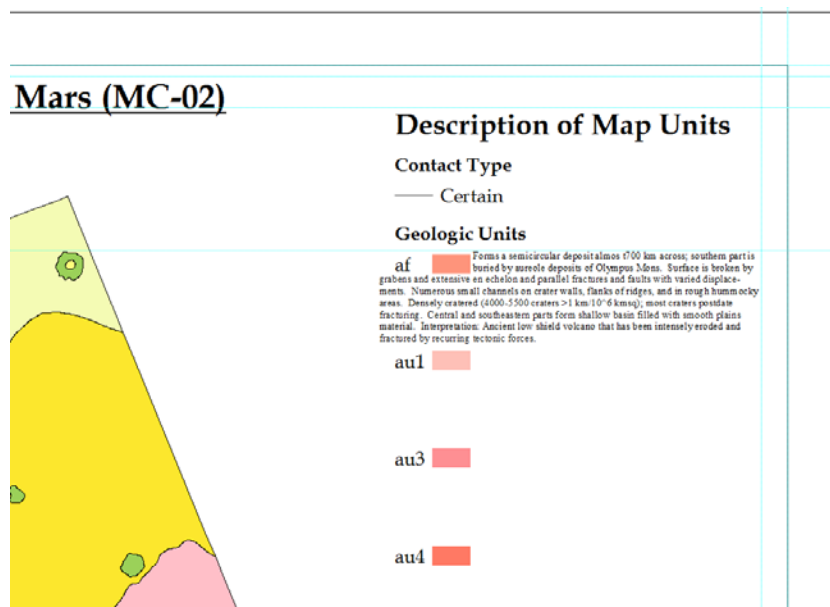 Mars (MC-02)
Description of Map Units
Contact Type
Certain
Geologic Units
af
Forms a semicircular deposit almos t700 km across; southern part is
buried by aureole deposits of Olympus Mons. Surface is broken by
grabens and extensive en echelon and parallel fractures and faults with varied displace-
ments. Numerous small channels on crater walls, flanks of ridges, and in rough hummocky
areas. Densely cratered (4000-5500 craters >1 km/10^6 kmsq); most craters postdate
fracturing. Central and southeastern parts form shallow basin filled with smooth plains
material. Interpretation: Ancient low shield volcano that has been intensely eroded and
fractured by recurring tectonic forces.
au1
au3
au4